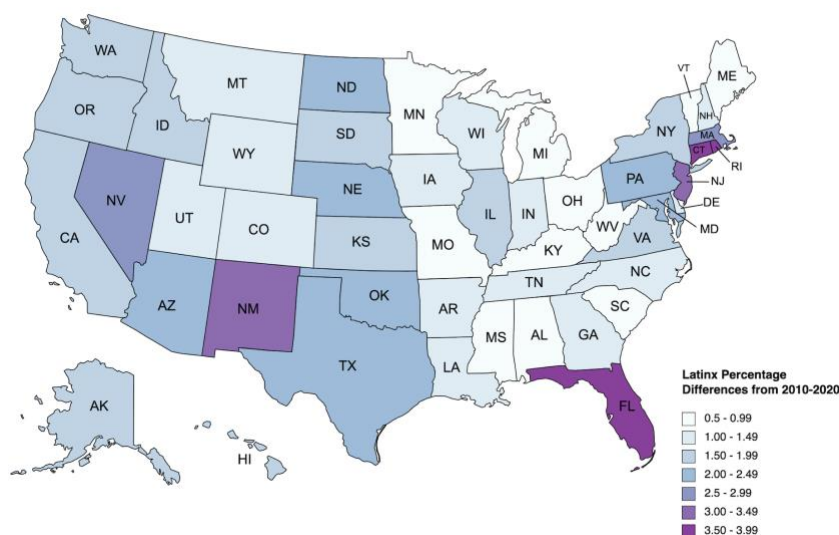 WA
MT
ND
MN
VT
ME
OR
ID
SD
WI
NY
NH
MA
WY
MI
CT
RI
IA
NE
PA
NJ
NV
OH
DE
UT
IL
IN
CO
WV
MD
CA
KS
MO
KY
VA
NC
TN
AZ
NM
OK
AR
SC
MS
AL
GA
TX
LA
Latinx Percentage
Differences from 2010-2020
AK
FL
0.5 - 0.99
1.00 - 1.49
1.50 - 1.99
HI
2.00 - 2.49
2.5 - 2.99
3.00 - 3.49
3.50 - 3.99